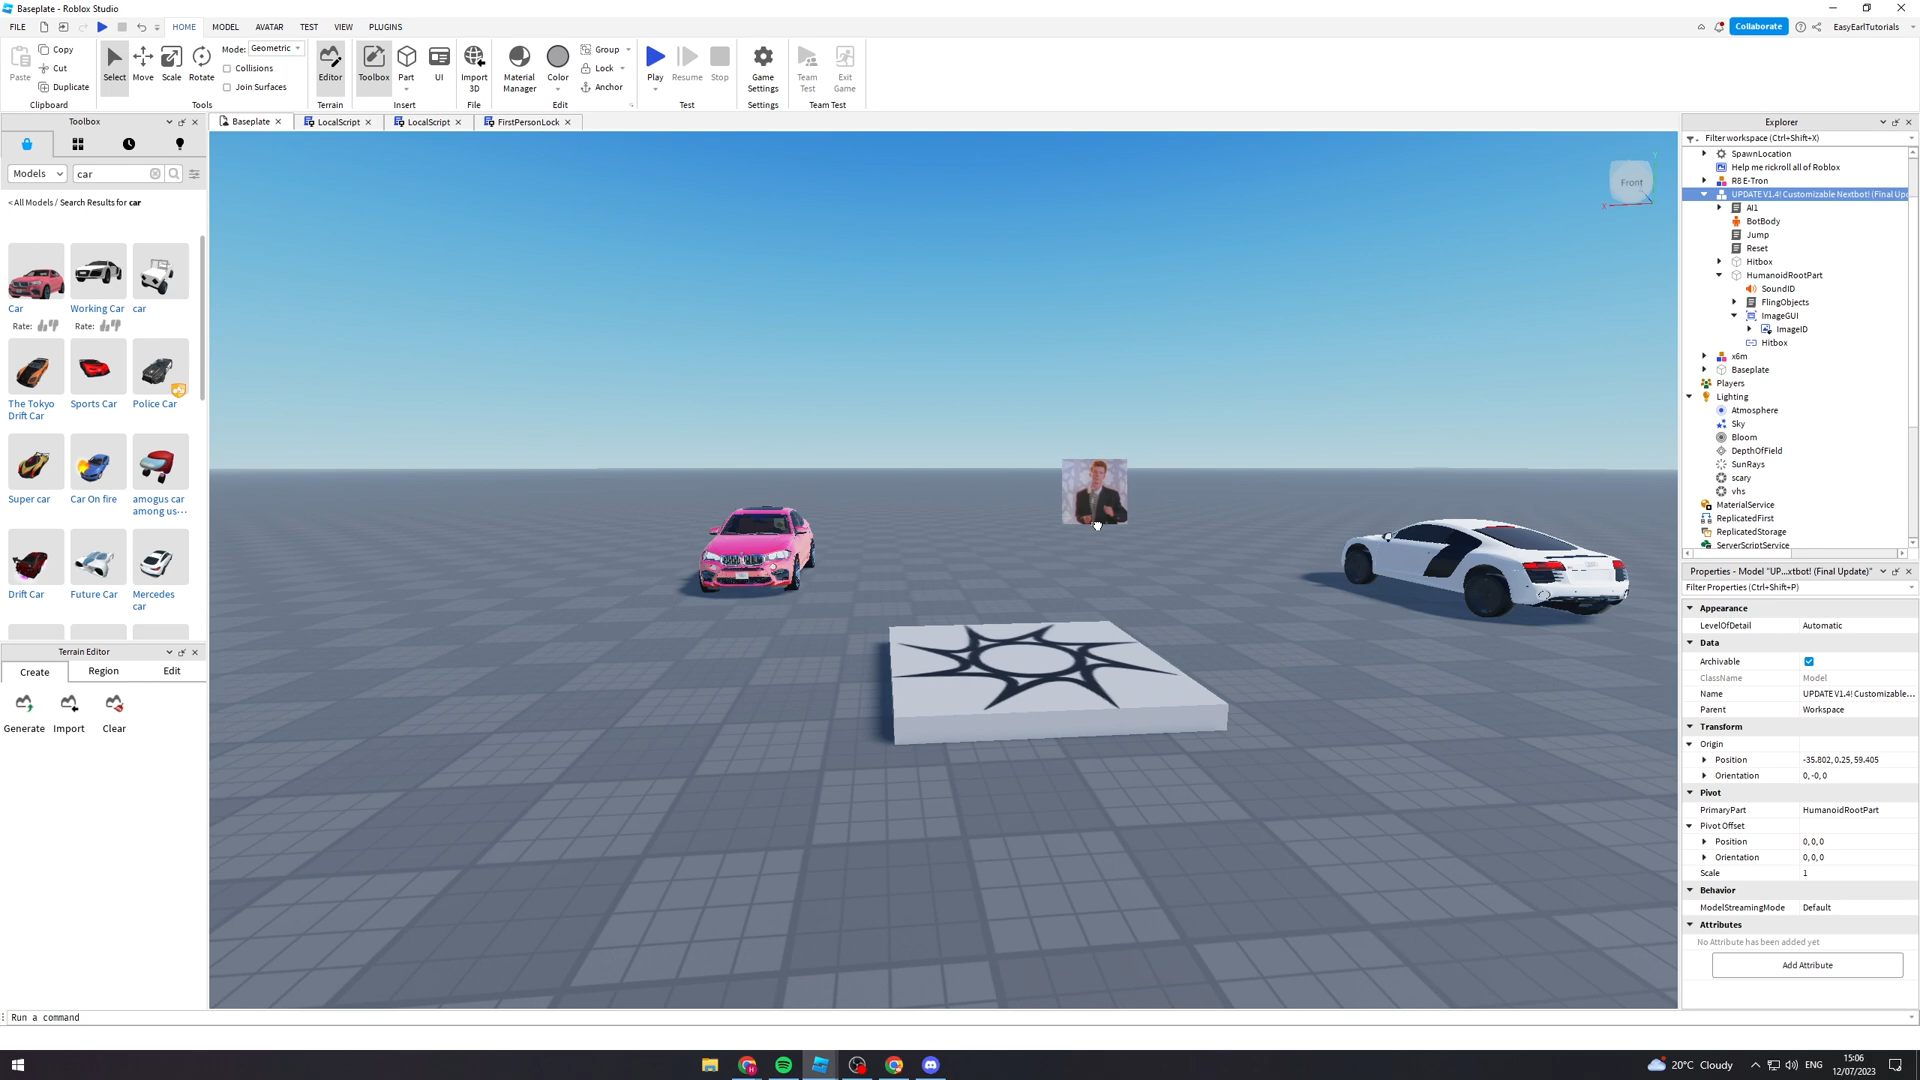 Baseplate - Roblox Studio
FILE
HOME
MODEL
AVATAR
TEST
VIEW
PLUGINS
Collaborate
EasyEarlTutorials
Paste
Copy
Cut
Duplicate
Clipboard
Select
Move
Scale
Rotate
Mode: Geometric
Collisions
Join Surfaces
Tools
Editor
Terrain
Toolbox
Part
UI
Insert
Import 3D
File
Material Manager
Color
Group
Lock
Anchor
Edit
Play
Resume
Stop
Test
Game Settings
Settings
Team Test
Exit Game
Team Test
Toolbox
Models
car
< All Models / Search Results for car
Car
Working Car
car
Rate:
Rate:
The Tokyo Drift Car
Sports Car
Police Car
Super car
Car On fire
amogus car among us...
Drift Car
Future Car
Mercedes car
Terrain Editor
Create
Region
Edit
Generate
Import
Clear
Baseplate
LocalScript
LocalScript
FirstPersonLock
Front
X
Explorer
Filter workspace (Ctrl+Shift+X)
SpawnLocation
Help me rickroll all of Roblox
R8 E-Tron
UPDATE V1.4! Customizable Nextbot! (Final Upd
AI1
BotBody
Jump
Reset
Hitbox
HumanoidRootPart
SoundID
FlingObjects
ImageGUI
ImageID
Hitbox
x6m
Baseplate
Players
Lighting
Atmosphere
Sky
Bloom
DepthOfField
SunRays
scary
vhs
MaterialService
ReplicatedFirst
ReplicatedStorage
ServerScriptService
Properties - Model "UP...xtbot! (Final Update)"
Filter Properties (Ctrl+Shift+P)
Appearance
LevelOfDetail Automatic
Data
Archivable
ClassName Model
Name UPDATE V1.4! Customizable...
Parent Workspace
Transform
Origin
Position -35.802, 0.25, 59.405
Orientation 0, -0, 0
Pivot
PrimaryPart HumanoidRootPart
Pivot Offset
Position 0, 0, 0
Orientation 0, 0, 0
Scale 1
Behavior
ModelStreamingMode Default
Attributes
No Attribute has been added yet
Add Attribute
Run a command
20°C Cloudy
ENG
15:06
12/07/2023